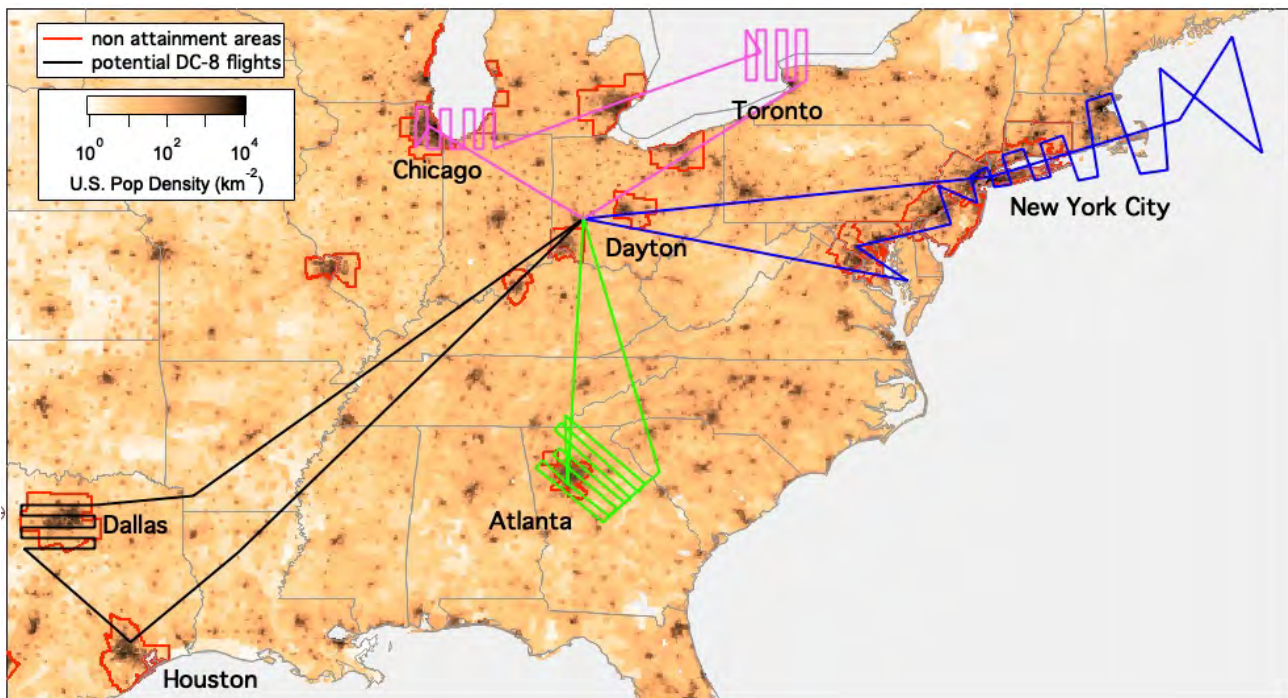 non attainment areas
potential DC-8 flights
10^0 10^2 10^4
U.S. Pop Density (km^-2)
Toronto
Chicago
New York City
Dayton
Dallas
Atlanta
Houston